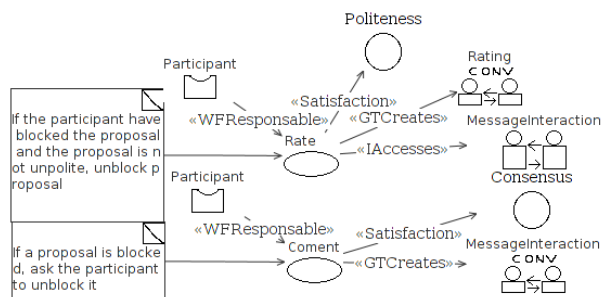 Politeness
Participant
Rating
CONV
If the participant have
blocked the proposal
and the proposal is n
ot unpolite, unblock p
roposal
«Satisfaction»
«WFResponsable»
«GTCreates»
MessageInteraction
Rate
«IAccesses»
Participant
Consensus
«WFResponsable»
«Satisfaction»
If a proposal is blocke
d, ask the participant
to unblock it
Coment
MessageInteraction
CONV
«GTCreates»